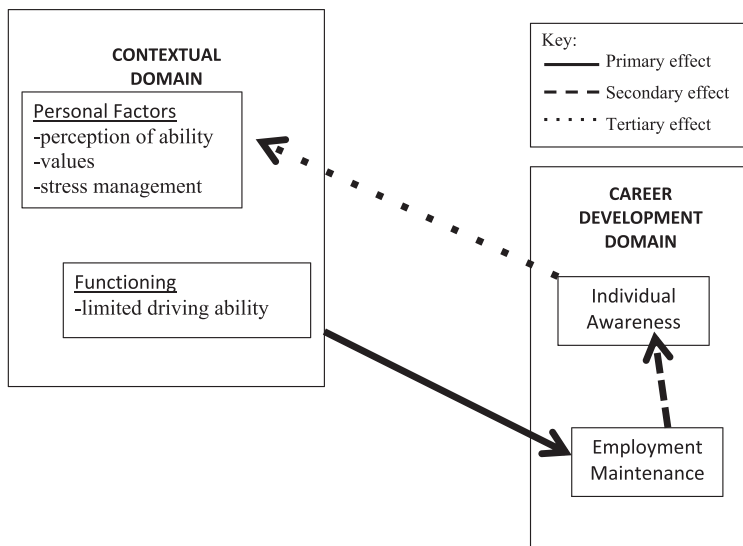 CONTEXTUAL
DOMAIN
Personal Factors
-perception of ability
-values
-stress management
Functioning
-limited driving ability
Key:
Primary effect
Secondary effect
Tertiary effect
CAREER
DEVELOPMENT
DOMAIN
Individual
Awareness
Employment
Maintenance